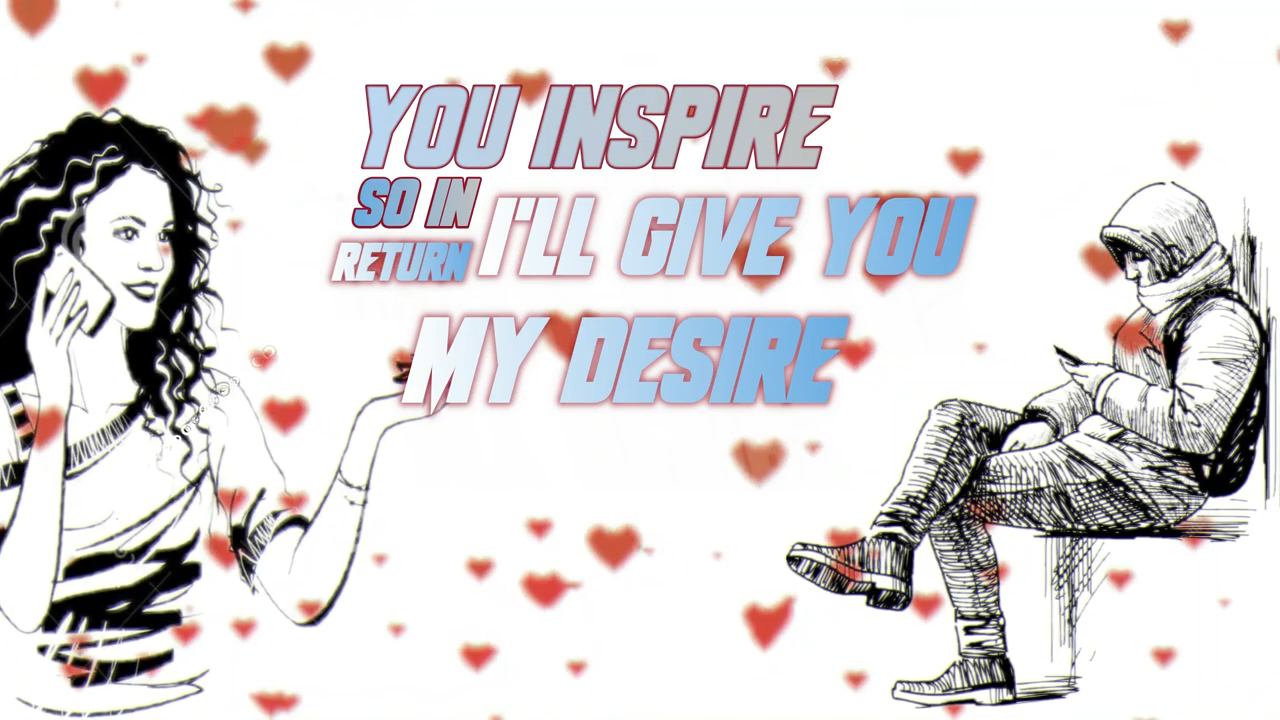 YOU INSPIRE
SO IN
RETURN
I'LL GIVE YOU
MY DESIRE